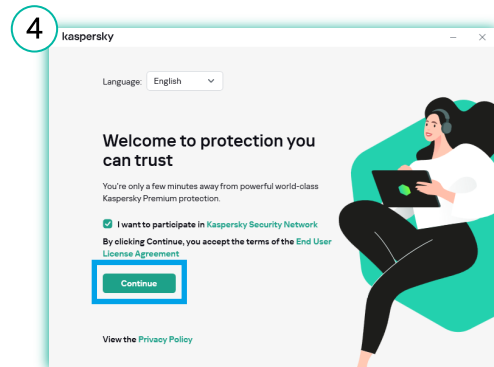 4
kaspersky
Language: English
Welcome to protection you
can trust
You're only a few minutes away from powerful world-class
Kaspersky Premium protection.
I want to participate in Kaspersky Security Network
By clicking Continue, you accept the terms of the End User
License Agreement
Continue
View the Privacy Policy